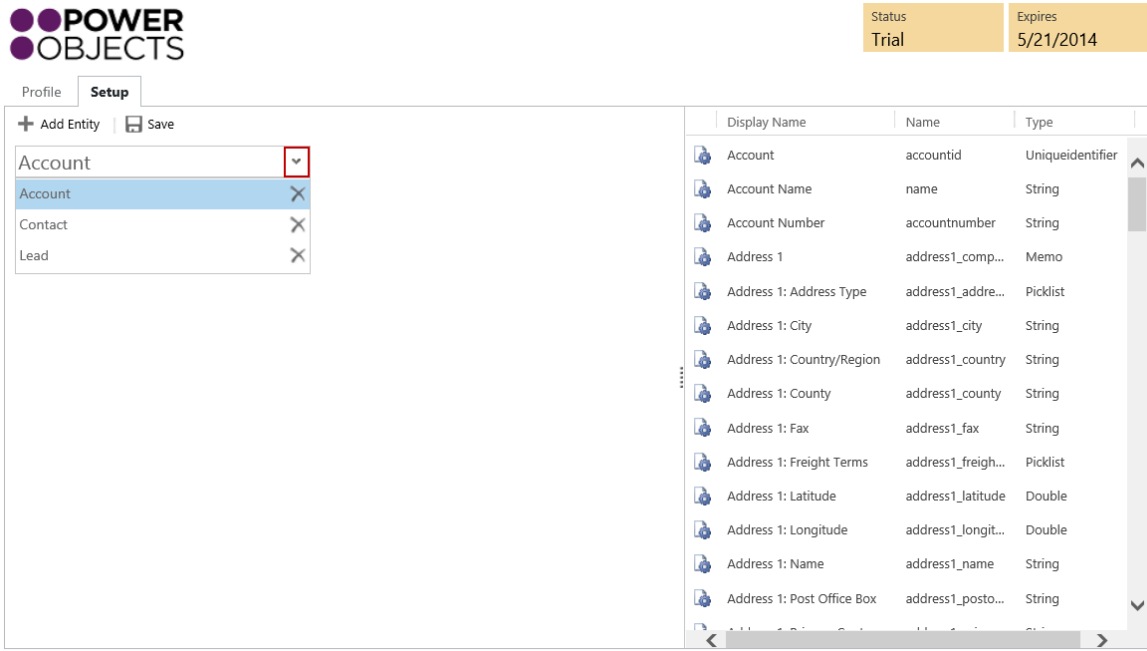 POWER
OBJECTS
Status
Trial
Expires
5/21/2014
Profile
Setup
Add Entity
Save
Account
Account
Contact
Lead
Display Name Name Type
Account accountid Uniqueidentifier
Account Name name String
Account Number accountnumber String
Address 1 address1_comp... Memo
Address 1: Address Type address1_addre... Picklist
Address 1: City address1_city String
Address 1: Country/Region address1_country String
Address 1: County address1_county String
Address 1: Fax address1_fax String
Address 1: Freight Terms address1_freigh... Picklist
Address 1: Latitude address1_latitude Double
Address 1: Longitude address1_longit... Double
Address 1: Name address1_name String
Address 1: Post Office Box address1_posto... String